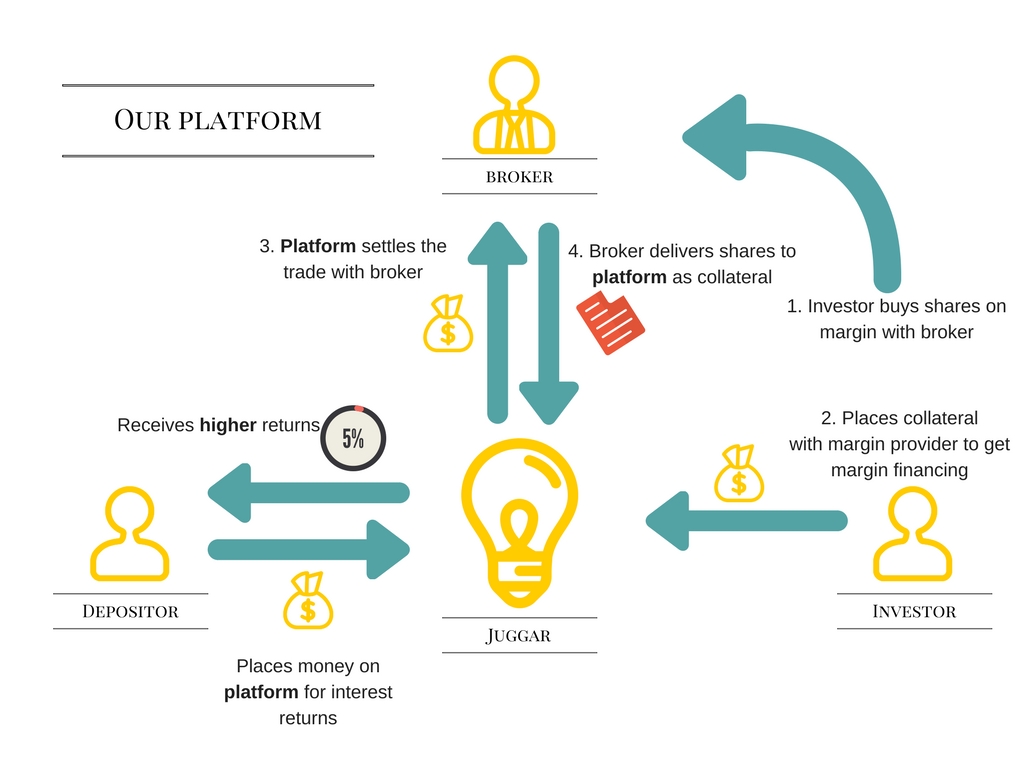 Our platform
broker
3. Platform settles the
trade with broker
4. Broker delivers shares to
platform as collateral
$
1. Investor buys shares on
margin with broker
Receives higher returns
5%
2. Places collateral
with margin provider to get
margin financing
$
Depositor
Investor
$
Juggar
Places money on
platform for interest
returns